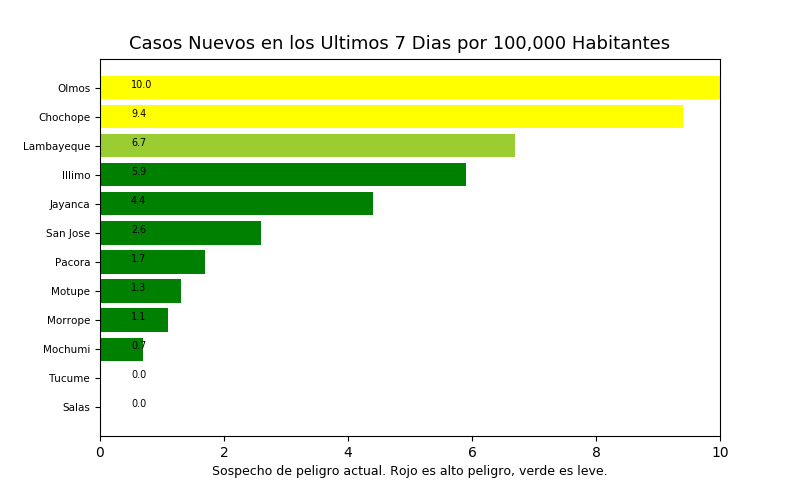 Casos Nuevos en los Ultimos 7 Dias por 100,000 Habitantes
Olmos 10.0
Chochope 9.4
Lambayeque 6.7
Illimo 5.9
Jayanca 4.4
San Jose 2.6
Pacora 1.7
Motupe 1.3
Morrope 1.1
Mochumi 0.7
Tucume 0.0
Salas 0.0
0 2 4 6 8 10
Sospecho de peligro actual. Rojo es alto peligro, verde es leve.